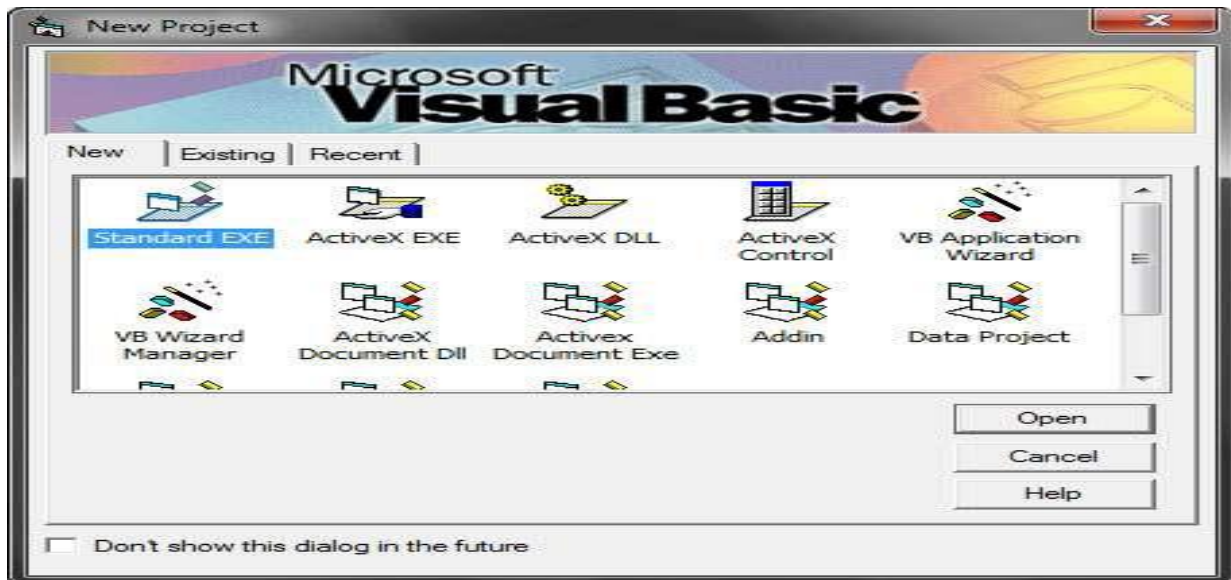 New Project
Microsoft
Visual Basic
New Existing Recent
Standard EXE ActiveX EXE ActiveX DLL ActiveX Control VB Application Wizard
VB Wizard Manager ActiveX Document Dll Activex Document Exe Addin Data Project
Open
Cancel
Help
Don't show this dialog in the future